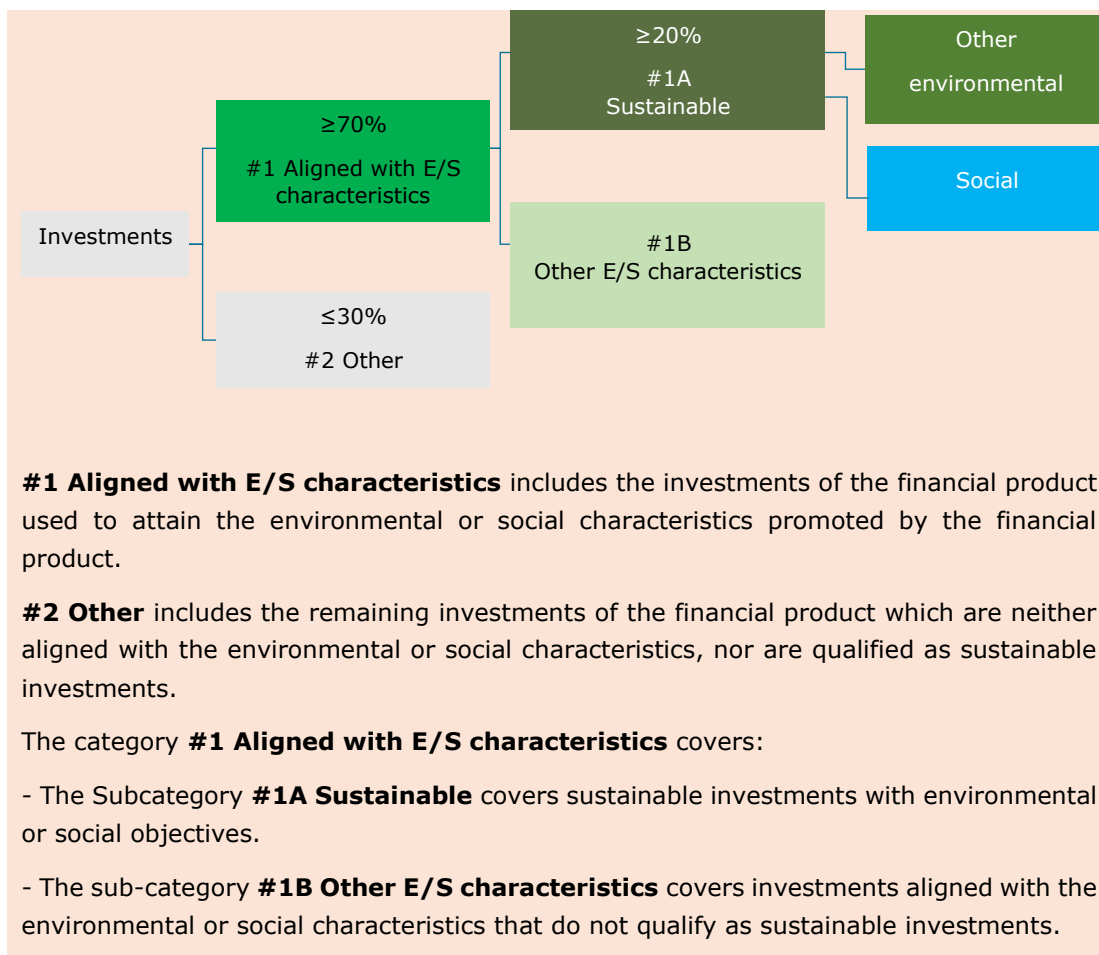 ≥20%
#1A
Sustainable
Other
environmental
≥70%
#1 Aligned with E/S
characteristics
Social
Investments
#1B
Other E/S characteristics
≤30%
#2 Other
#1 Aligned with E/S characteristics includes the investments of the financial product
used to attain the environmental or social characteristics promoted by the financial
product.
#2 Other includes the remaining investments of the financial product which are neither
aligned with the environmental or social characteristics, nor are qualified as sustainable
investments.
The category #1 Aligned with E/S characteristics covers:
- The Subcategory #1A Sustainable covers sustainable investments with environmental
or social objectives.
- The sub-category #1B Other E/S characteristics covers investments aligned with the
environmental or social characteristics that do not qualify as sustainable investments.